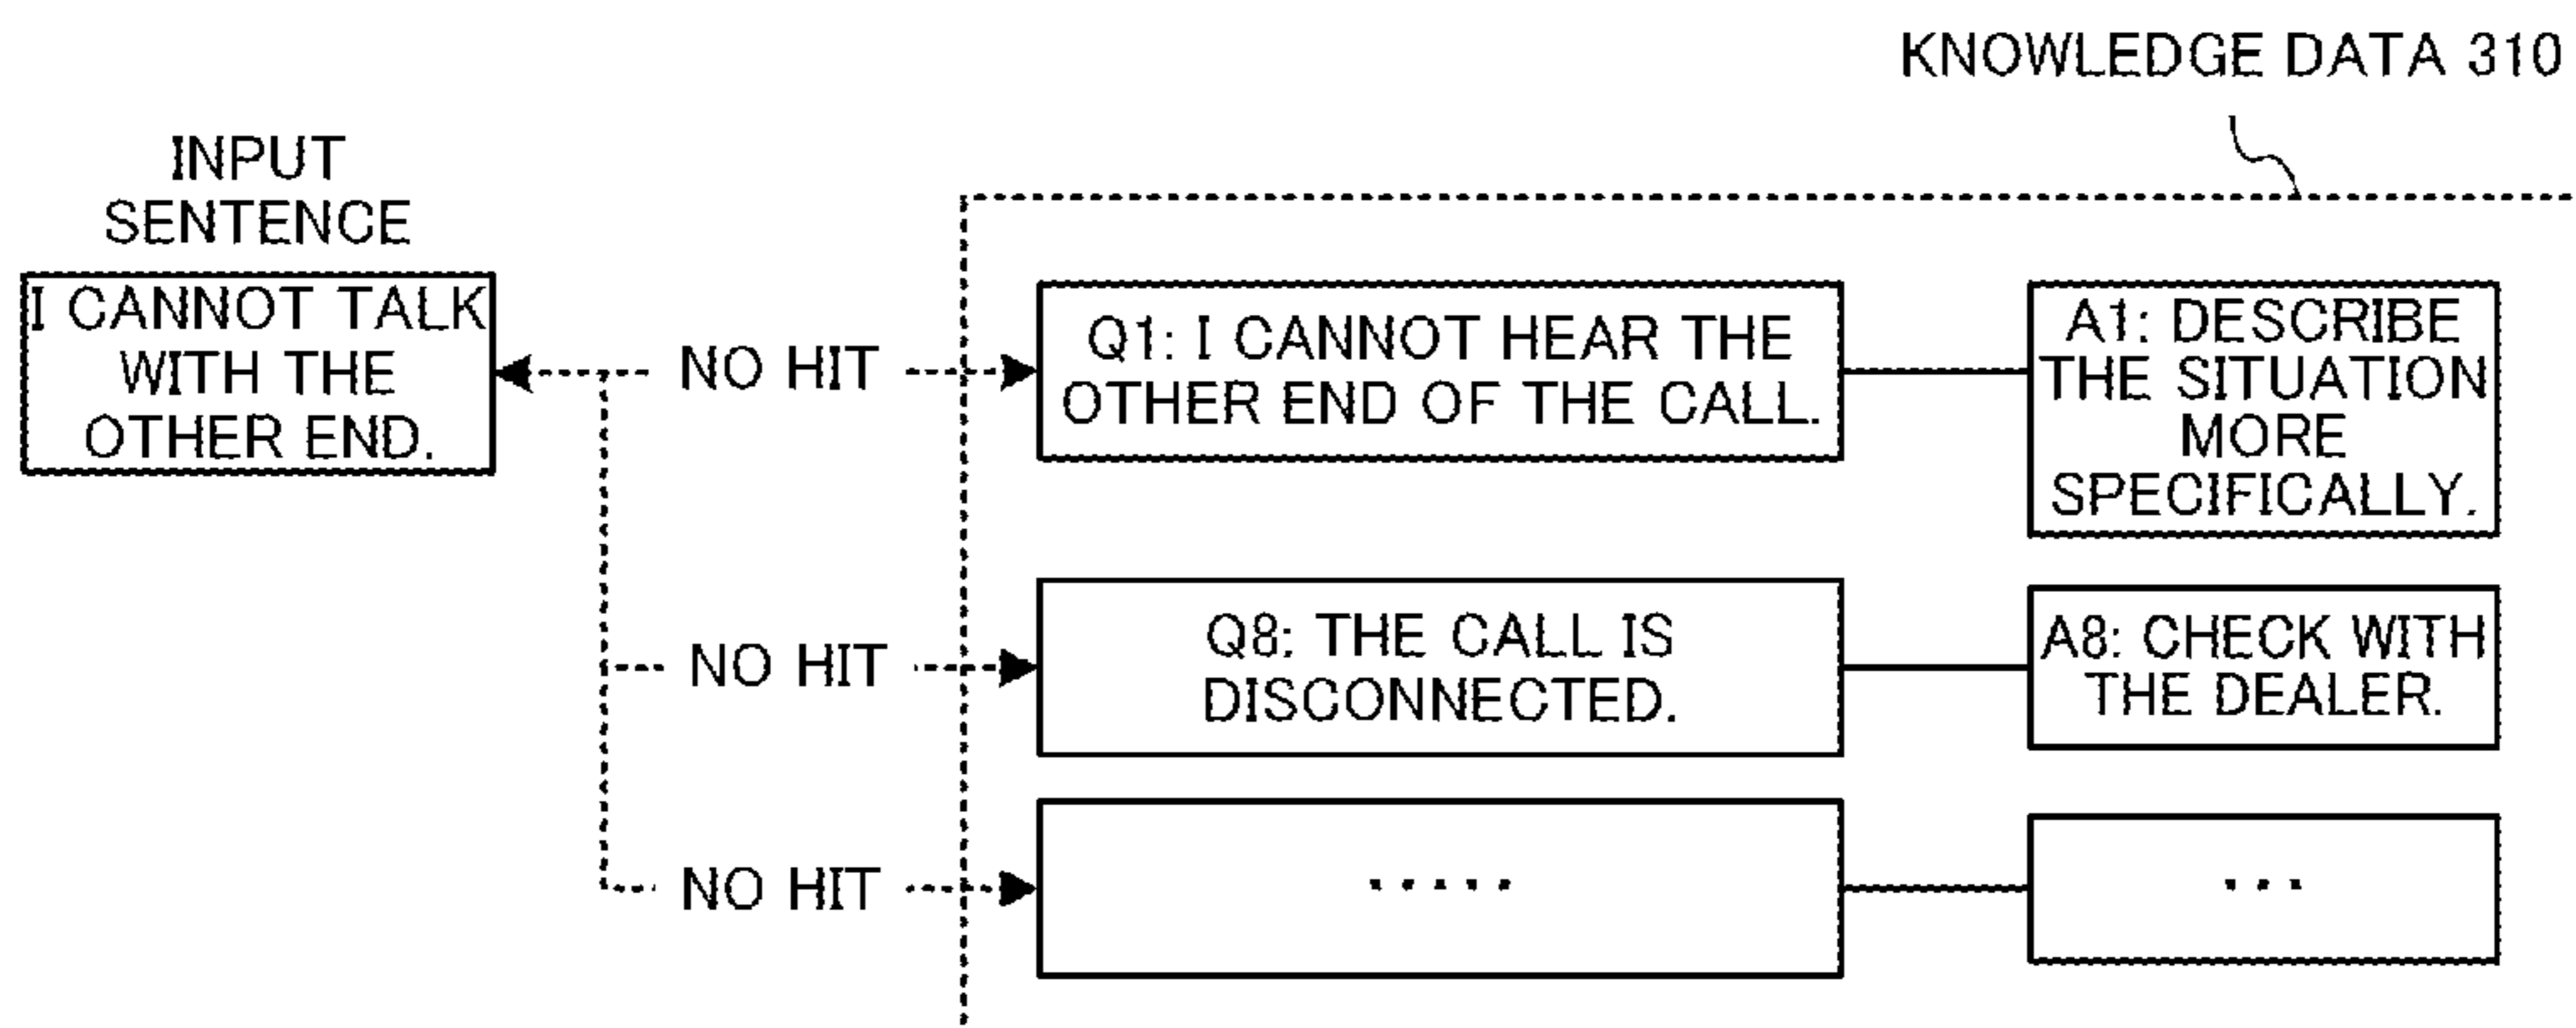 KNOWLEDGE DATA 310
INPUT
SENTENCE
I CANNOT TALK
WITH THE
OTHER END.
NO HIT
Q1: I CANNOT HEAR THE
OTHER END OF THE CALL.
A1: DESCRIBE
THE SITUATION
MORE
SPECIFICALLY.
NO HIT
Q8: THE CALL IS
DISCONNECTED.
A8: CHECK WITH
THE DEALER.
NO HIT
.....
...